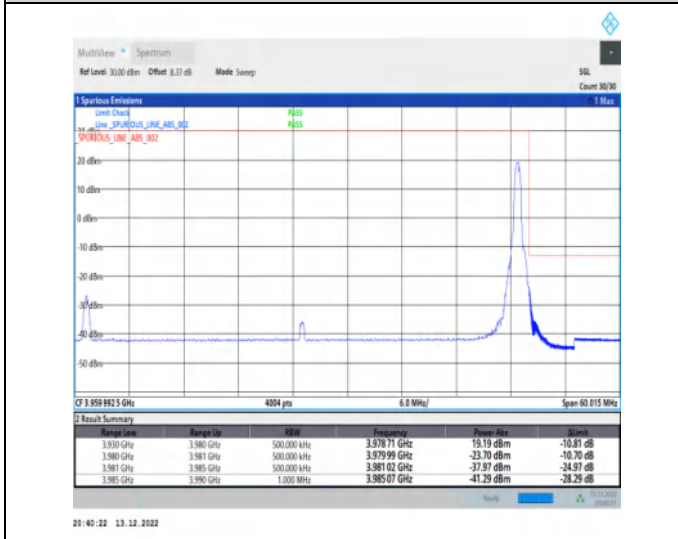 MultiView Spectrum
Ref Level 30.00 dBm Offset 8.37 dB Mode Sweep SGL
Count 30/30
1 Spurious Emissions 1 Max
Limit Check PASS
Line _SPURIOUS_LINE_ABS_002 PASS
30 dBm
SPURIOUS_LINE_ABS_002
20 dBm
10 dBm
0 dBm
-10 dBm
-20 dBm
-30 dBm
-40 dBm
-50 dBm
CF 3.959 992 5 GHz 4004 pts 6.0 MHz/ Span 60.015 MHz
2 Result Summary
Range Low Range Up RBW Frequency Power Abs ΔLimit
3.930 GHz 3.980 GHz 500.000 kHz 3.978 71 GHz 19.19 dBm -10.81 dB
3.980 GHz 3.981 GHz 500.000 kHz 3.979 99 GHz -23.70 dBm -10.70 dB
3.981 GHz 3.985 GHz 500.000 kHz 3.981 02 GHz -37.97 dBm -24.97 dB
3.985 GHz 3.990 GHz 1.000 MHz 3.985 07 GHz -41.29 dBm -28.29 dB
Ready 13.12.2022
20:40:22 13.12.2022